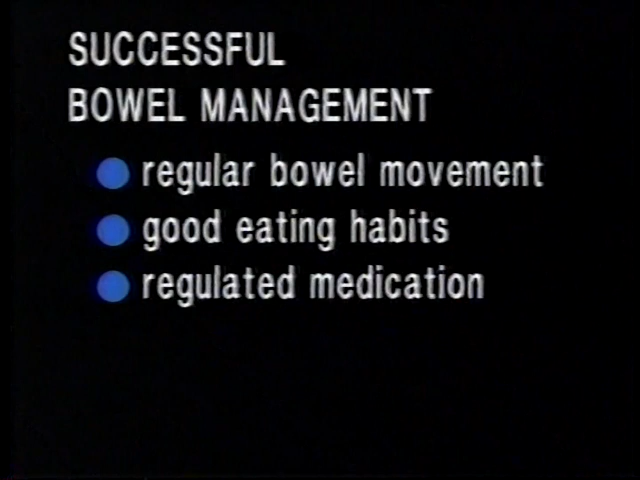 SUCCESSFUL
BOWEL MANAGEMENT
regular bowel movement
good eating habits
regulated medication